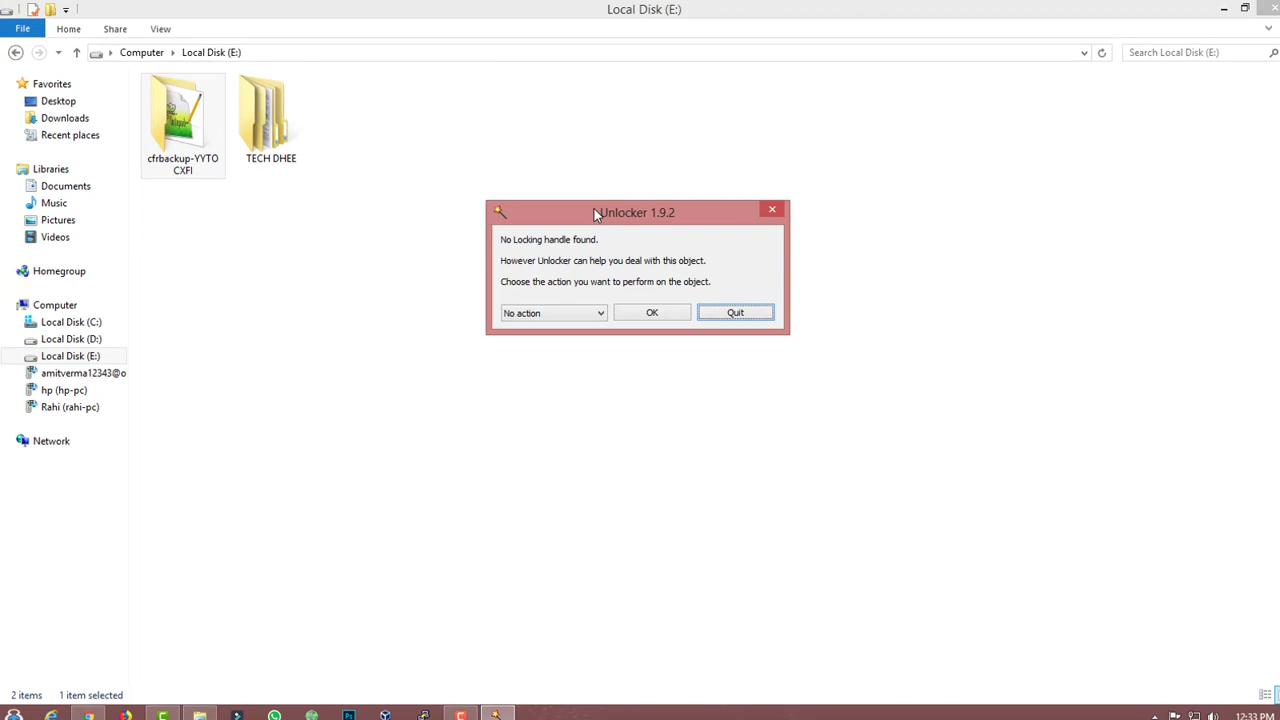 Local Disk (E:)
File
Home
Share
View
Computer
Local Disk (E:)
Search Local Disk (E:)
Favorites
Desktop
Downloads
Recent places
Libraries
Documents
Music
Pictures
Videos
Homegroup
Computer
Local Disk (C:)
Local Disk (D:)
Local Disk (E:)
amitverma12343@o
hp (hp-pc)
Rahi (rahi-pc)
Network
cfrbackup-YYTO
CXFI
TECH DHEE
Unlocker 1.9.2
No Locking handle found.
However Unlocker can help you deal with this object.
Choose the action you want to perform on the object.
No action
OK
Quit
2 items
1 item selected
12:33 PM